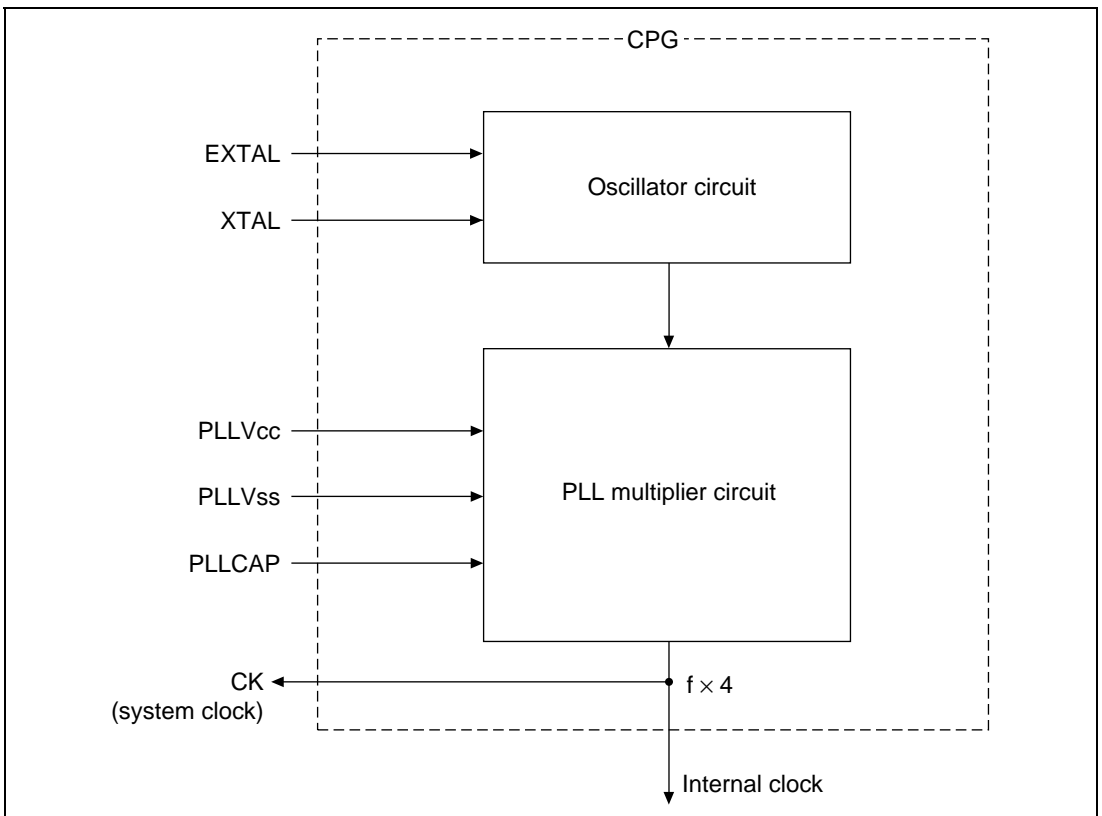 CPG
EXTAL
Oscillator circuit
XTAL
PLLVcc
PLLVss
PLL multiplier circuit
PLLCAP
CK
(system clock)
f × 4
Internal clock